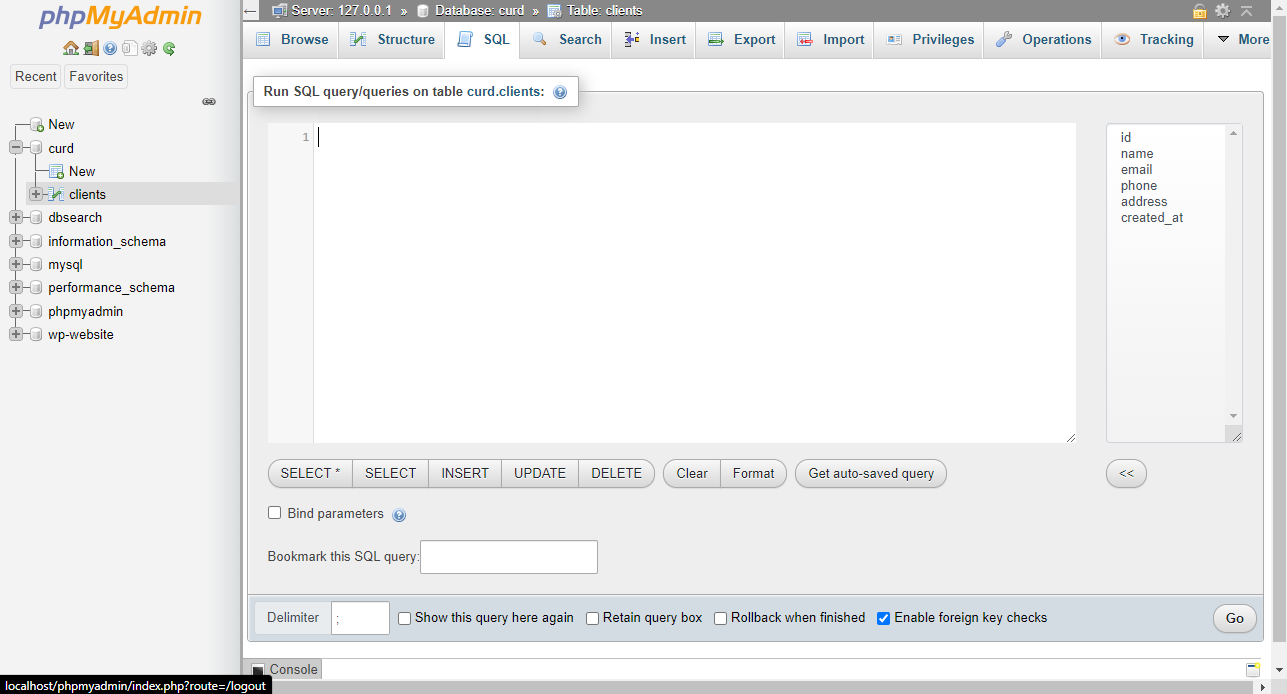 phpMyAdmin
Recent Favorites
New
curd
New
clients
dbsearch
information_schema
mysql
performance_schema
phpmyadmin
wp-website
← Server: 127.0.0.1 » Database: curd » Table: clients
Browse Structure SQL Search Insert Export Import Privileges Operations Tracking More
Run SQL query/queries on table curd.clients:
1
id
name
email
phone
address
created_at
SELECT * SELECT INSERT UPDATE DELETE Clear Format Get auto-saved query <<
Bind parameters
Bookmark this SQL query:
Delimiter ; Show this query here again Retain query box Rollback when finished Enable foreign key checks Go
Console
localhost/phpmyadmin/index.php?route=/logout